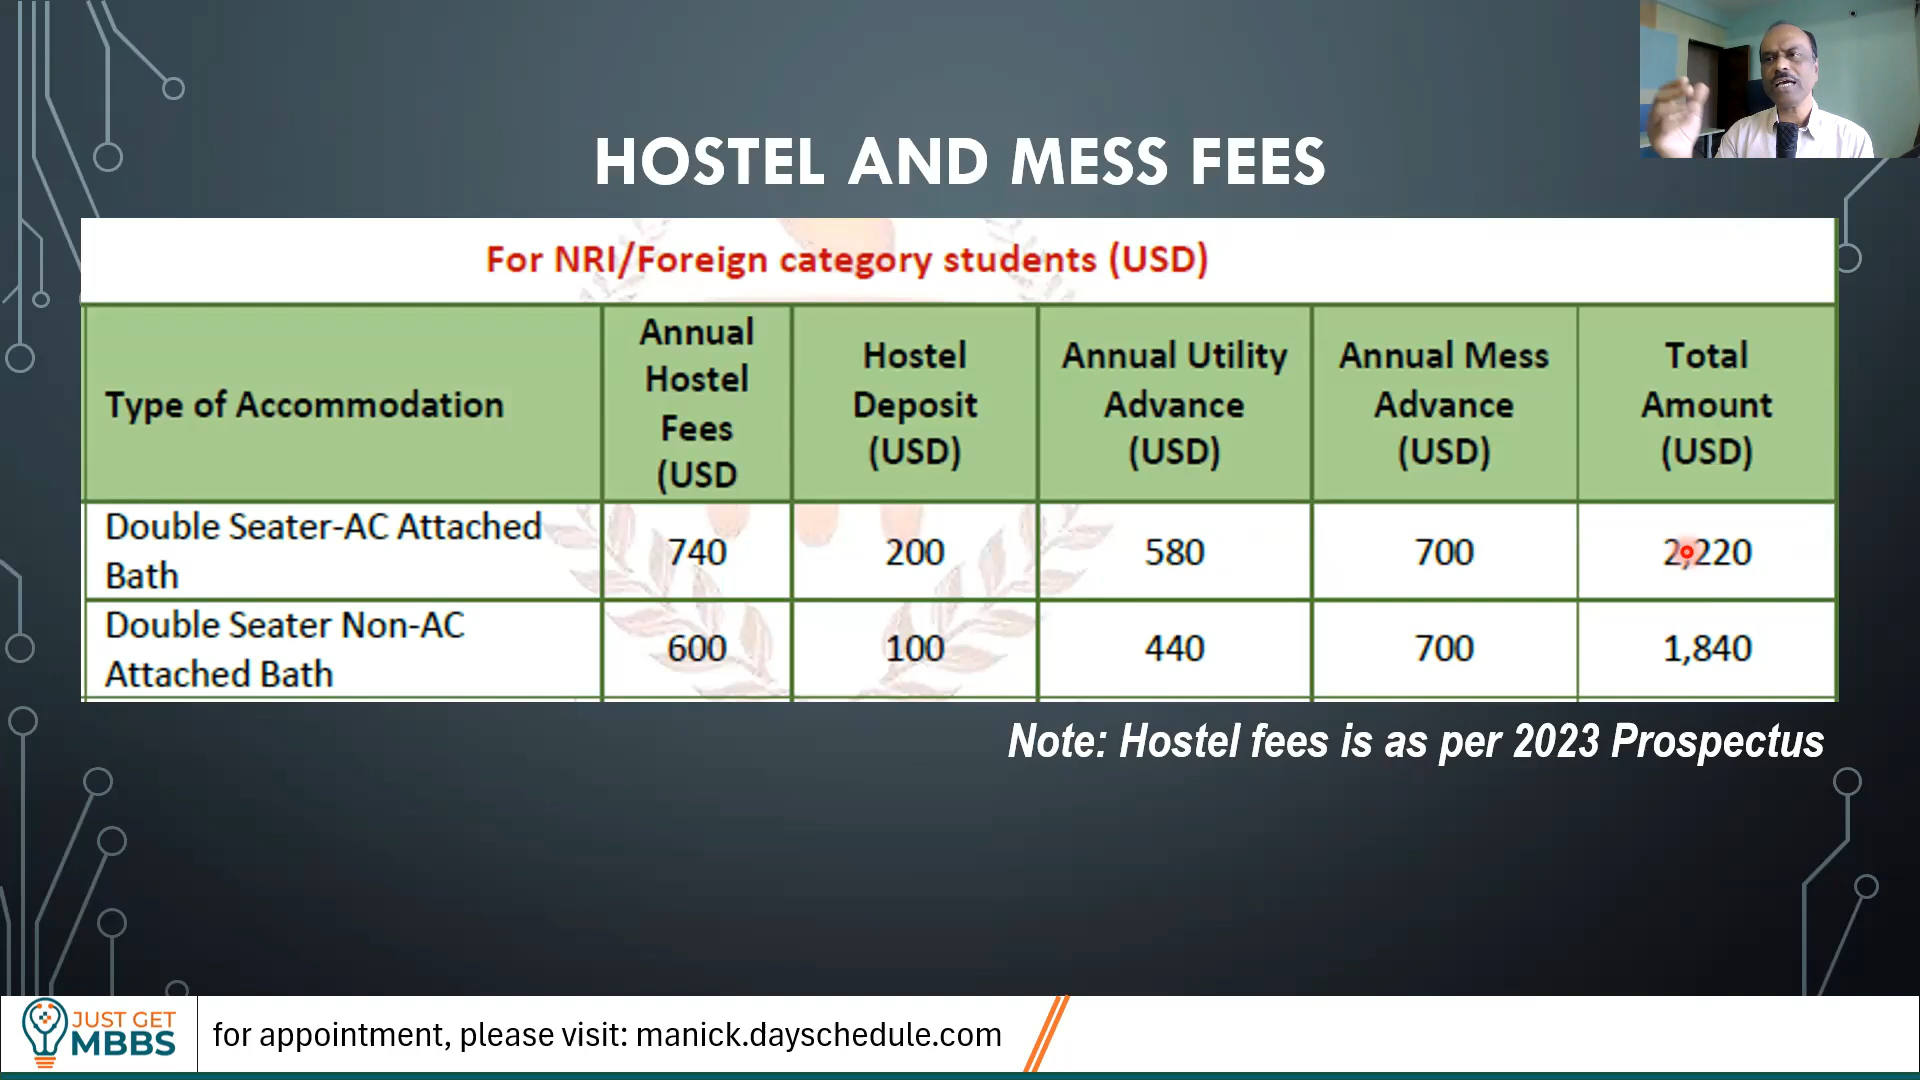 HOSTEL AND MESS FEES
For NRI/Foreign category students (USD)
Type of Accommodation
Annual
Hostel
Fees
(USD
Hostel
Deposit
(USD)
Annual Utility
Advance
(USD)
Annual Mess
Advance
(USD)
Total
Amount
(USD)
Double Seater-AC Attached
Bath
740
200
580
700
2,220
Double Seater Non-AC
Attached Bath
600
100
440
700
1,840
Note: Hostel fees is as per 2023 Prospectus
JUST GET
MBBS
for appointment, please visit: manick.dayschedule.com